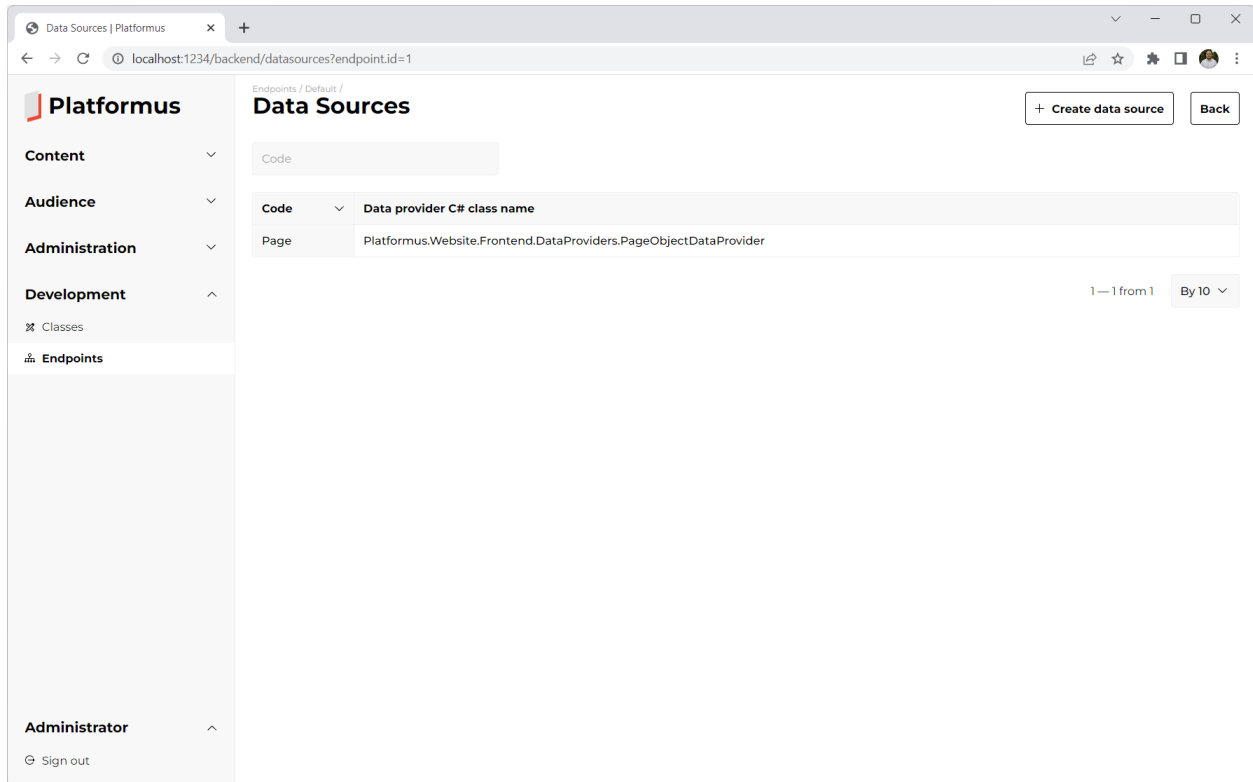 Data Sources | Platformus
localhost:1234/backend/datasources?endpoint.id=1
Platformus
Content
Audience
Administration
Development
Classes
Endpoints
Administrator
Sign out
Endpoints / Default /
Data Sources
+ Create data source
Back
Code
Code Data provider C# class name
Page Platformus.Website.Frontend.DataProviders.PageObjectDataProvider
1 — 1 from 1 By 10